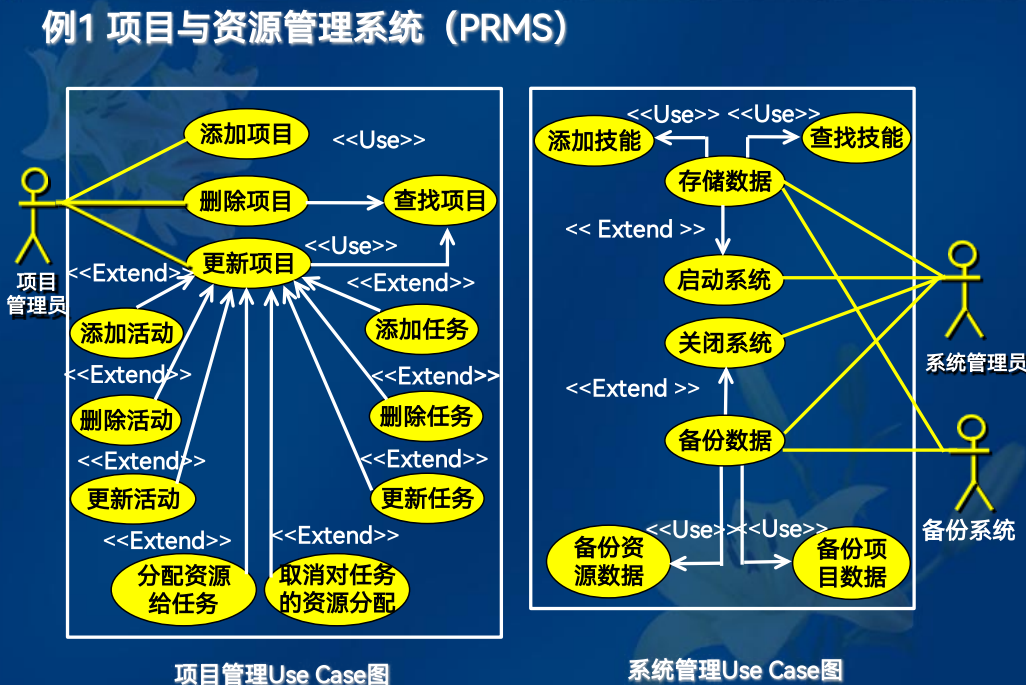 例1 项目与资源管理系统（PRMS）
添加项目
<<Use>>
删除项目
查找项目
更新项目
<<Use>>
项目
管理员
<<Extend>>
<<Extend>>
添加活动
添加任务
<<Extend>>
<<Extend>>
删除活动
删除任务
<<Extend>>
<<Extend>>
更新活动
更新任务
<<Extend>>
<<Extend>>
分配资源
给任务
取消对任务
的资源分配
项目管理Use Case图
<<Use>>
<<Use>>
添加技能
查找技能
存储数据
<< Extend >>
启动系统
关闭系统
系统管理员
<<Extend >>
备份数据
<<Use>>
<<Use>>
备份资
源数据
备份项
目数据
备份系统
系统管理Use Case图